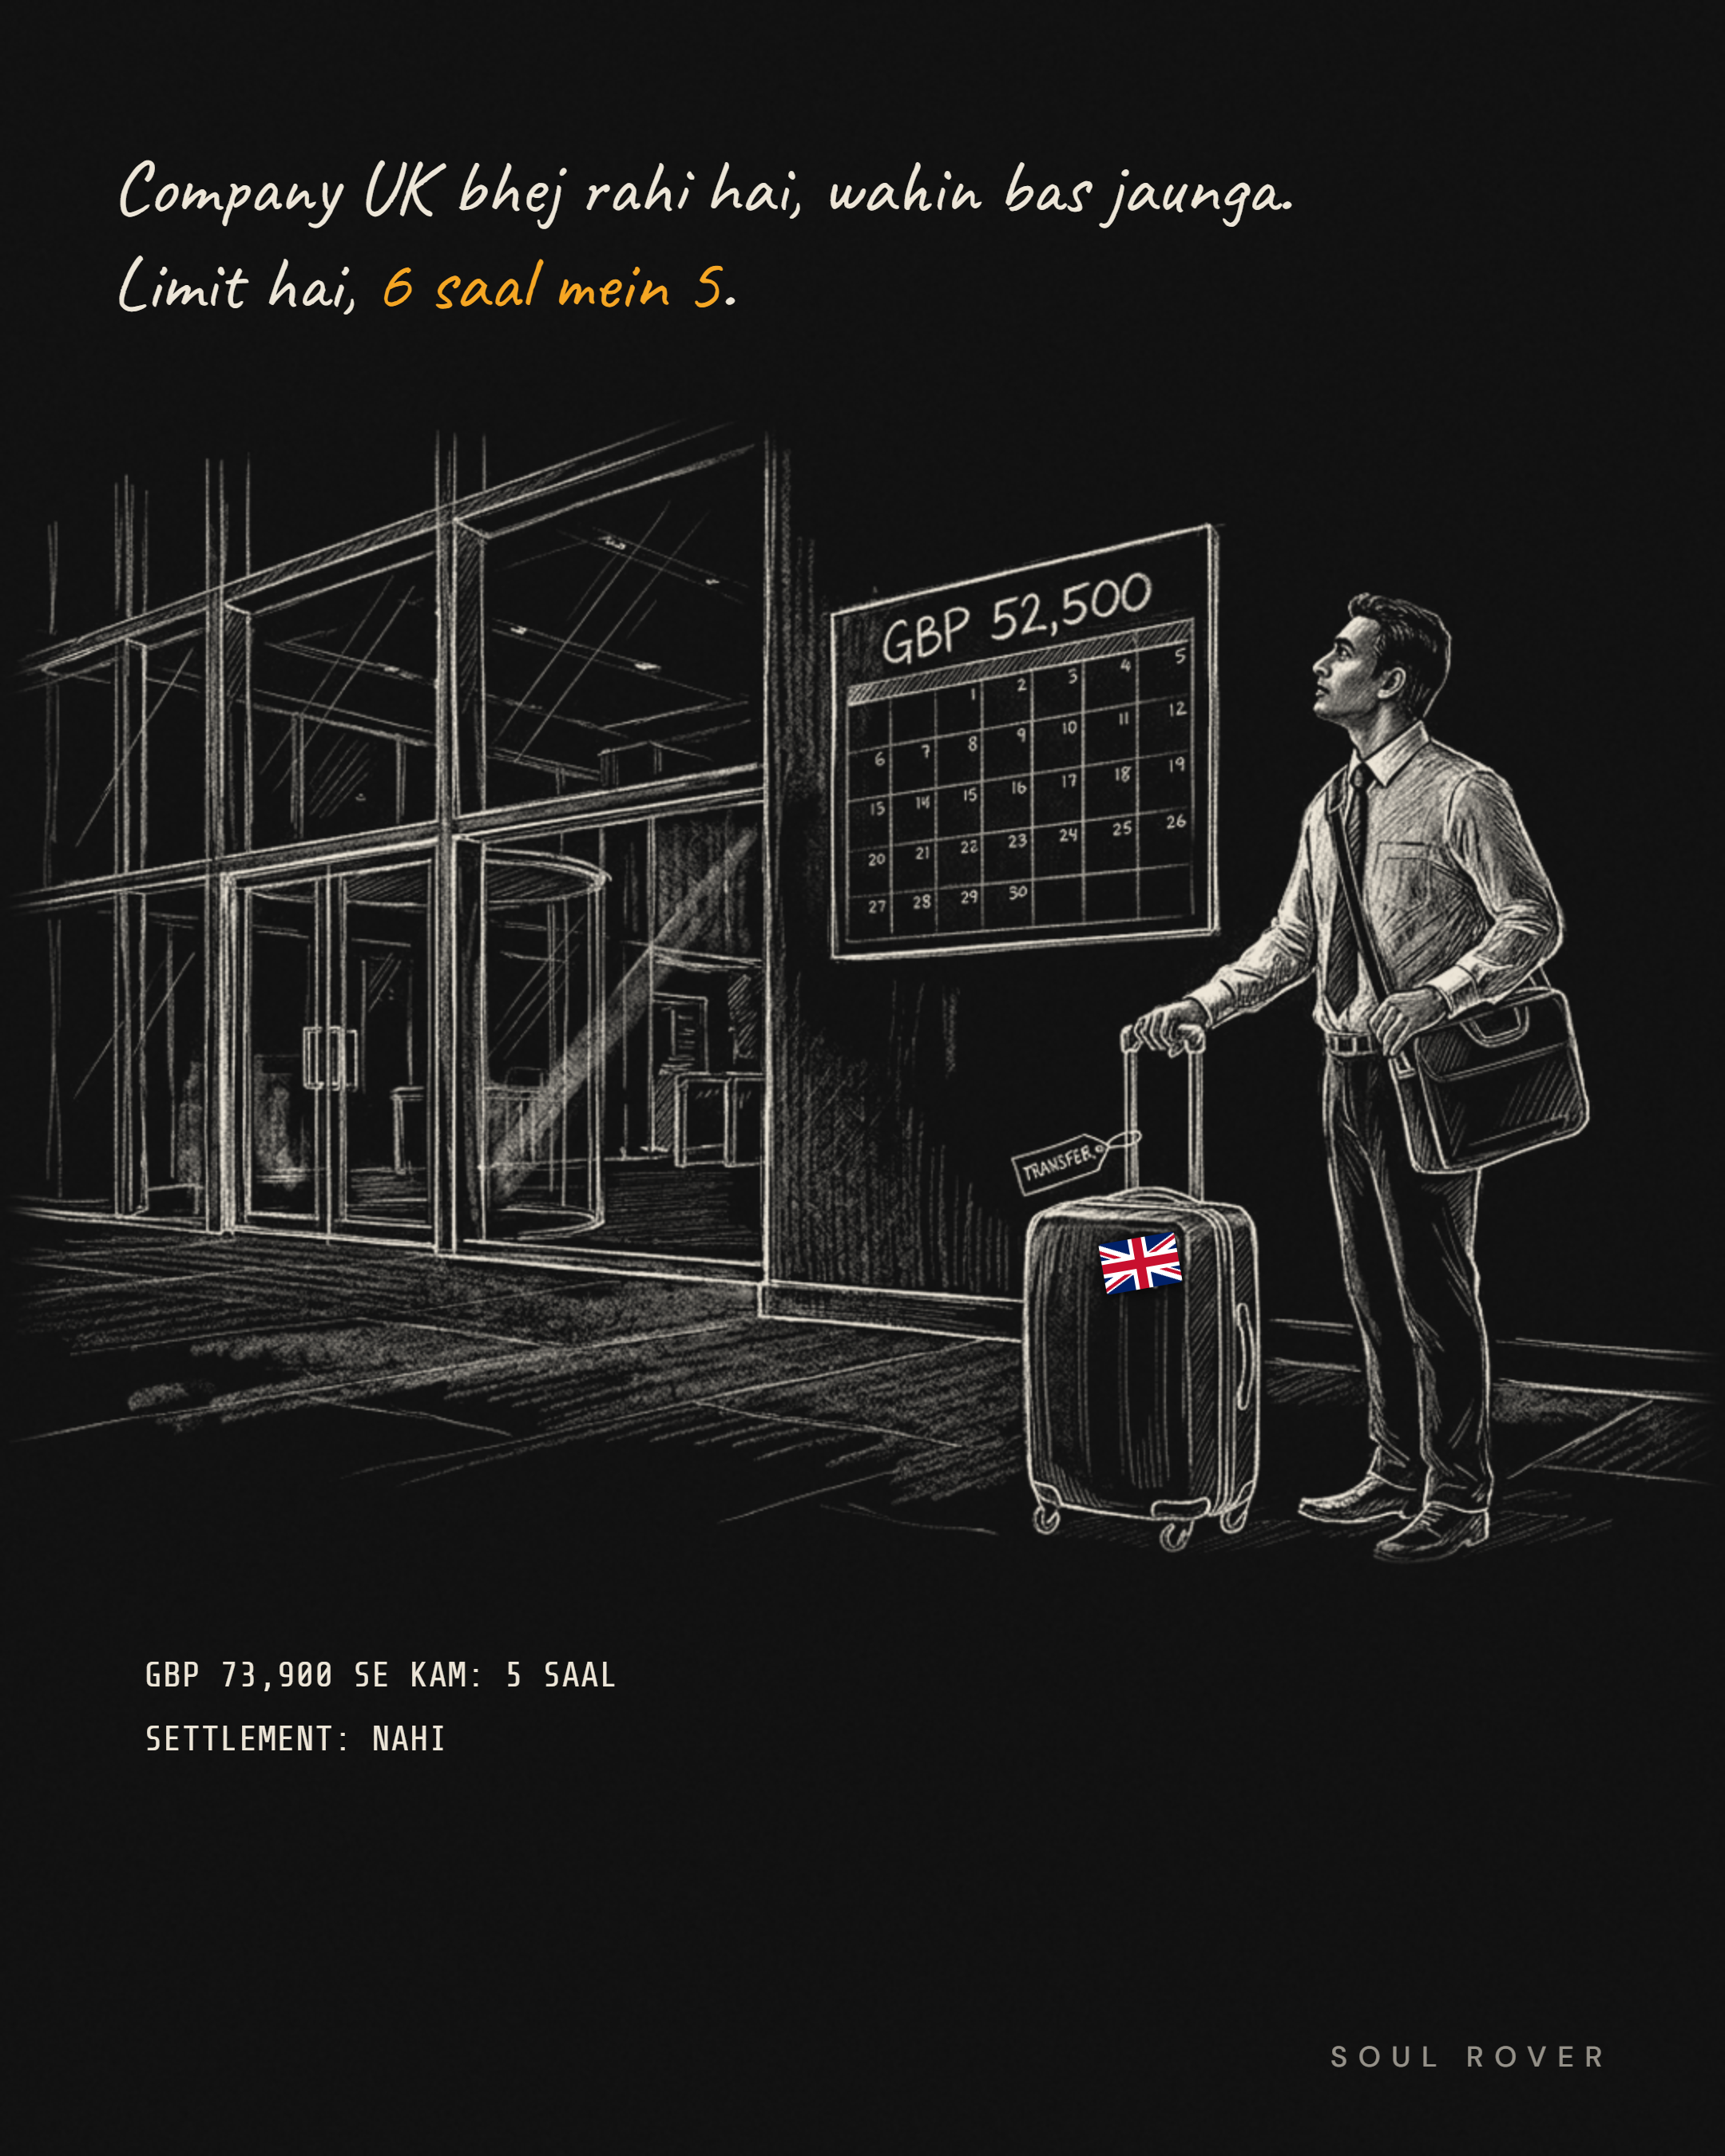 Company UK bhej rahi hai, wahin bas jaunga.
Limit hai, 6 saal mein 5.
GBP 52,500
1 2 3 4 5
6 7 8 9 10 11 12
15 14 15 16 17 18 19
20 21 22 23 24 25 26
27 28 29 30
TRANSFER
GBP 73,900 SE KAM: 5 SAAL
SETTLEMENT: NAHI
SOUL ROVER